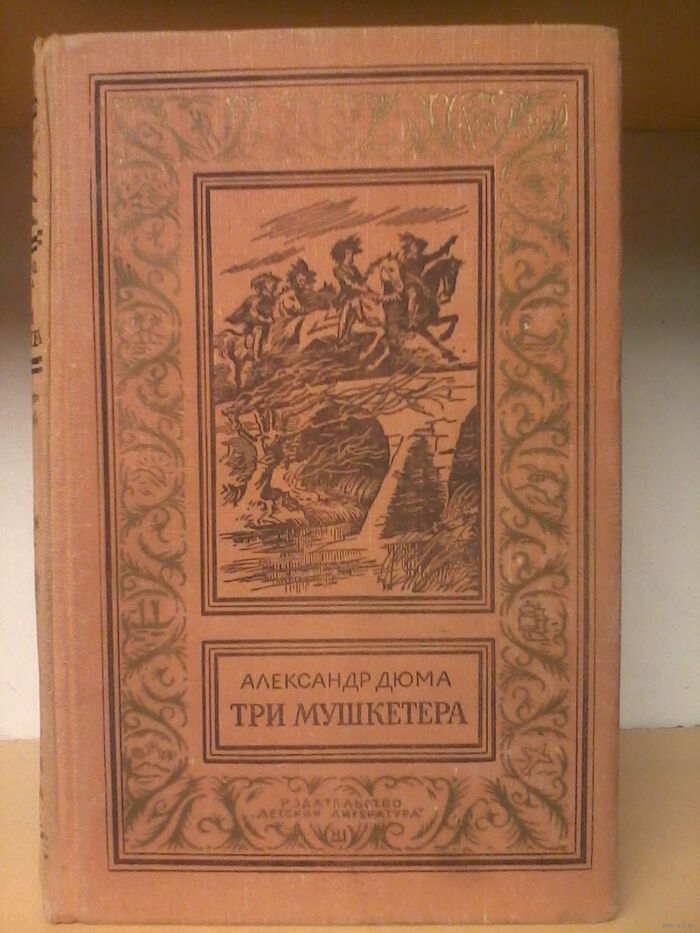 АЛЕКСАНДР ДЮМА
ТРИ МУШКЕТЕРА
ИЗДАТЕЛЬСТВО
„ДЕТСКАЯ ЛИТЕРАТУРА“